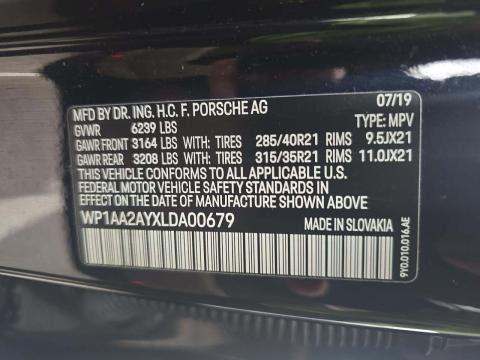 MFD BY DR. ING. H.C. F. PORSCHE AG 07/19
GVWR 6239 LBS TYPE: MPV
GAWR FRONT 3164 LBS WITH: TIRES 285/40R21 RIMS 9.5JX21
GAWR REAR 3208 LBS WITH: TIRES 315/35R21 RIMS 11.0JX21
THIS VEHICLE CONFORMS TO ALL APPLICABLE
FEDERAL MOTOR VEHICLE SAFETY STANDARDS IN
EFFECT ON THE DATE OF MANUFACTURE SHOWN ABOVE
WP1AA2AYXLDA00679 MADE IN SLOVAKIA
9Y0.010.016.AE